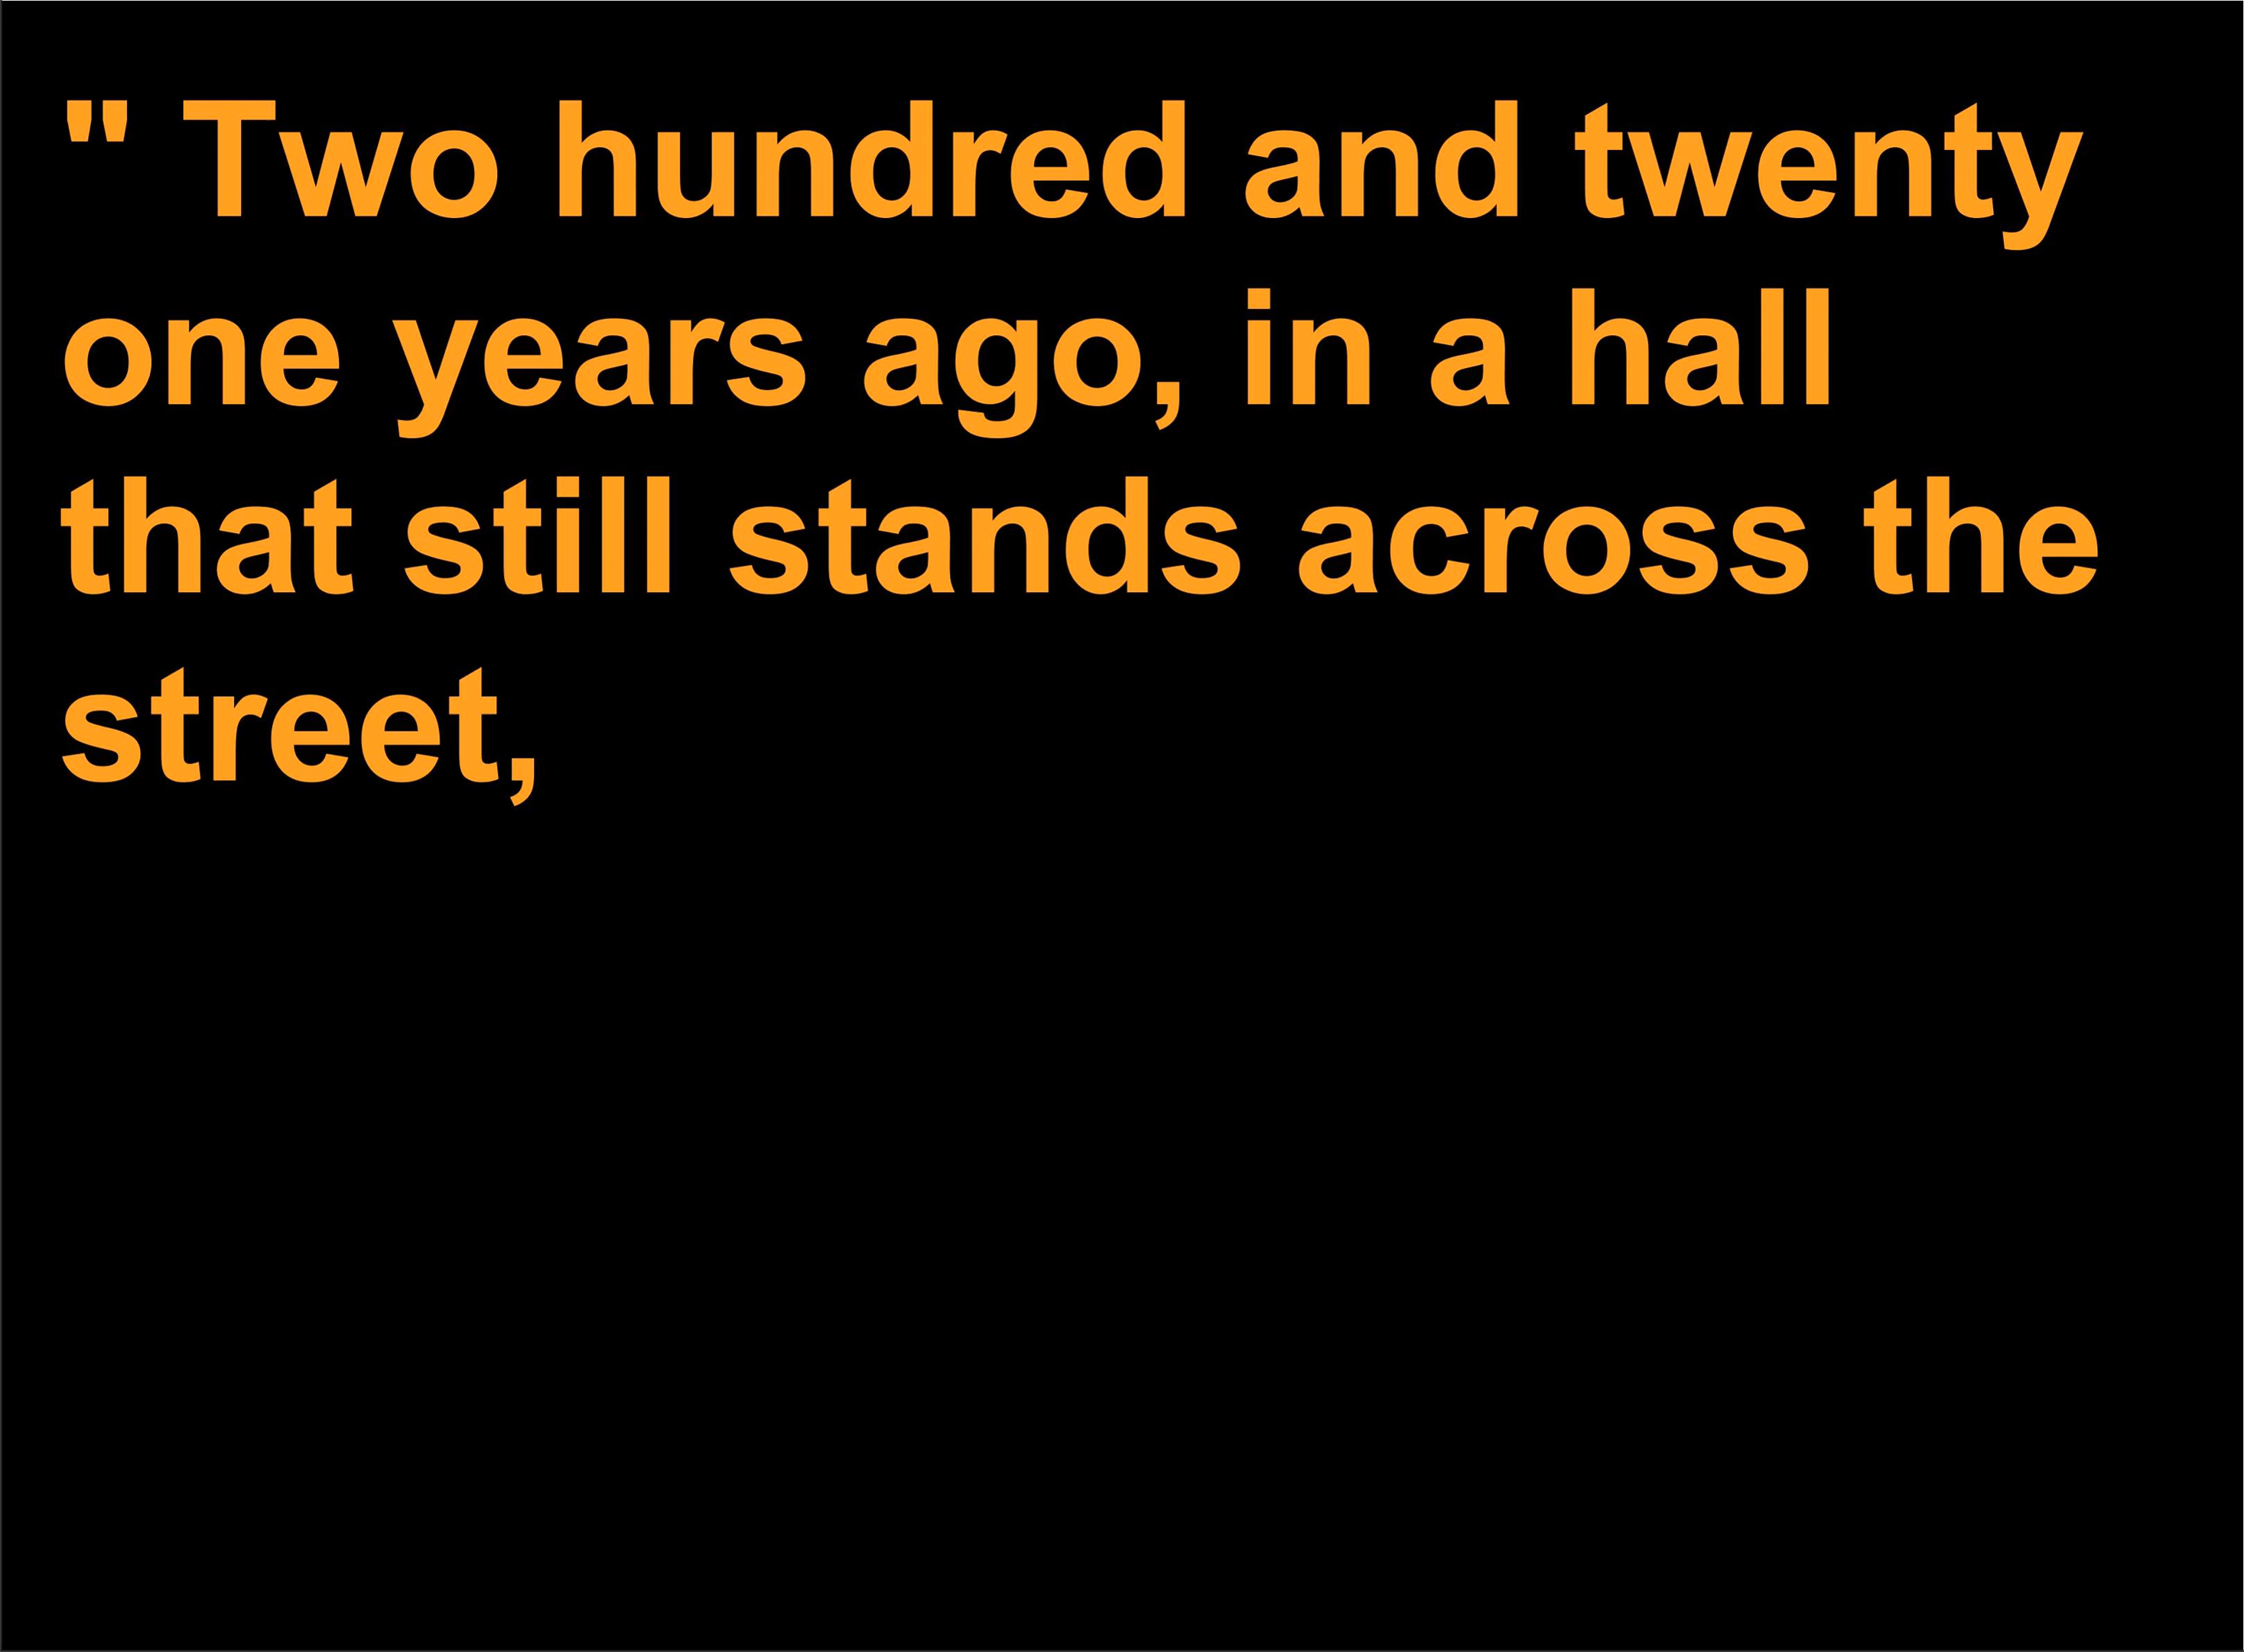 " Two hundred and twenty
one years ago, in a hall
that still stands across the
street,